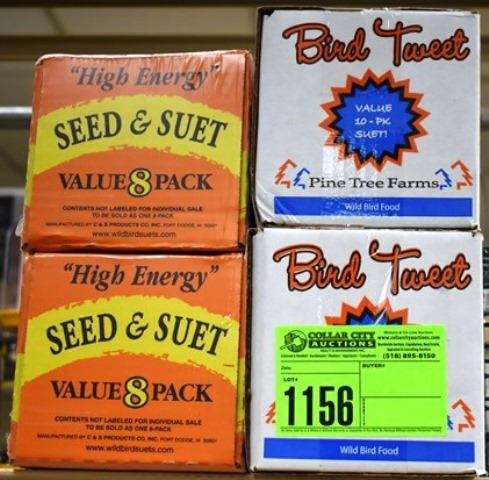 "High Energy"
SEED & SUET
VALUE 8 PACK
CONTENTS NOT LABELED FOR INDIVIDUAL SALE
TO BE SOLD AS ONE 8-PACK
MANUFACTURED BY C & S PRODUCTS CO, INC. FORT DODGE, IA 50501
www.wildbirdsuets.com
"High Energy"
SEED & SUET
VALUE 8 PACK
CONTENTS NOT LABELED FOR INDIVIDUAL SALE
TO BE SOLD AS ONE 8-PACK
MANUFACTURED BY C & S PRODUCTS CO, INC. FORT DODGE, IA 50501
www.wildbirdsuets.com
Bird Tweet
VALUE
10 - PK
SUET!
Pine Tree Farms
Wild Bird Food
Bird Tweet
COLLAR CITY
AUCTIONS
www.collarcityauctions.com
(518) 895-8150
Date:
BUYER#
LOT#
1156
Wild Bird Food